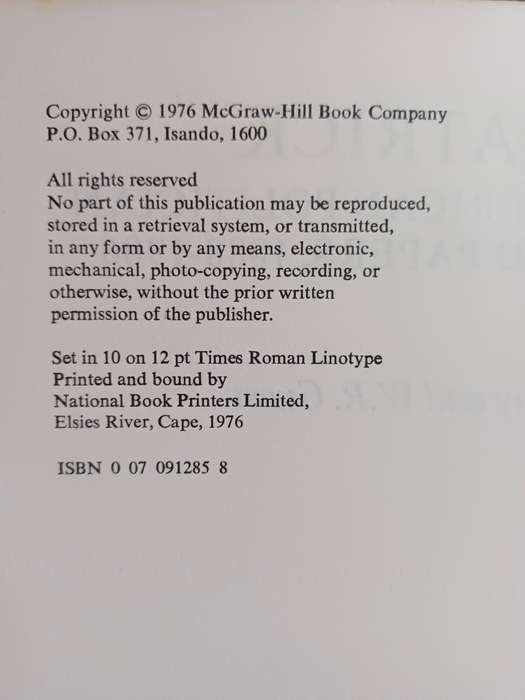 Copyright © 1976 McGraw-Hill Book Company
P.O. Box 371, Isando, 1600
All rights reserved
No part of this publication may be reproduced,
stored in a retrieval system, or transmitted,
in any form or by any means, electronic,
mechanical, photo-copying, recording, or
otherwise, without the prior written
permission of the publisher.
Set in 10 on 12 pt Times Roman Linotype
Printed and bound by
National Book Printers Limited,
Elsies River, Cape, 1976
ISBN 0 07 091285 8